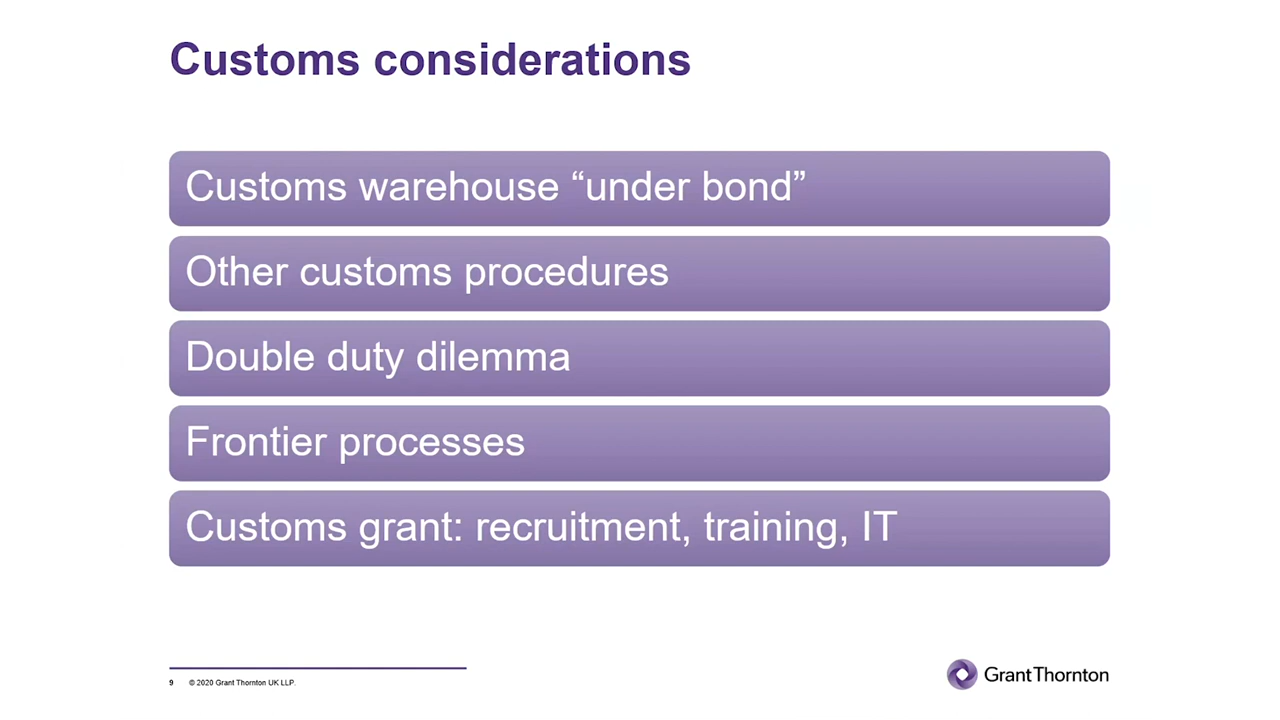 Customs considerations
Customs warehouse “under bond”
Other customs procedures
Double duty dilemma
Frontier processes
Customs grant: recruitment, training, IT
9 © 2020 Grant Thornton UK LLP.
GrantThornton